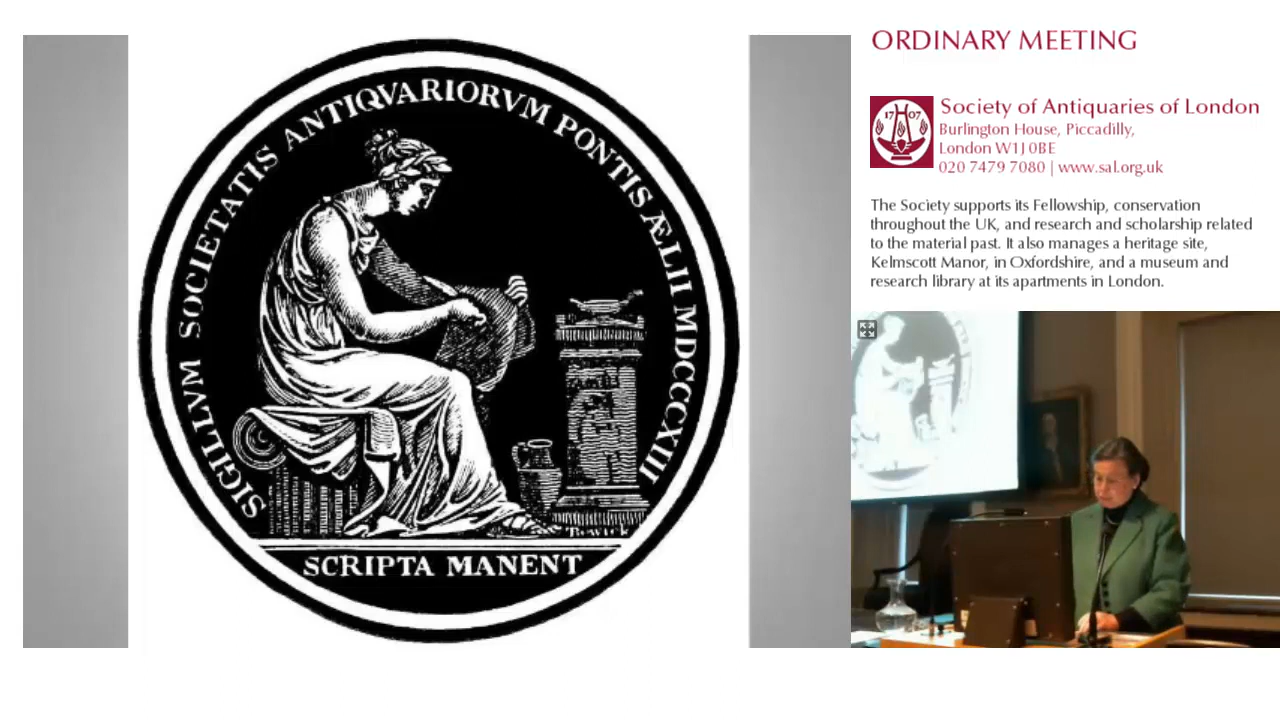 SIGILLVM SOCIETATIS ANTIQVARIORVM PONTIS ÆLII MDCCCXIII
Bewick
SCRIPTA MANENT
ORDINARY MEETING
17 07
Society of Antiquaries of London
Burlington House, Piccadilly,
London W1J 0BE
020 7479 7080 | www.sal.org.uk
The Society supports its Fellowship, conservation
throughout the UK, and research and scholarship related
to the material past. It also manages a heritage site,
Kelmscott Manor, in Oxfordshire, and a museum and
research library at its apartments in London.